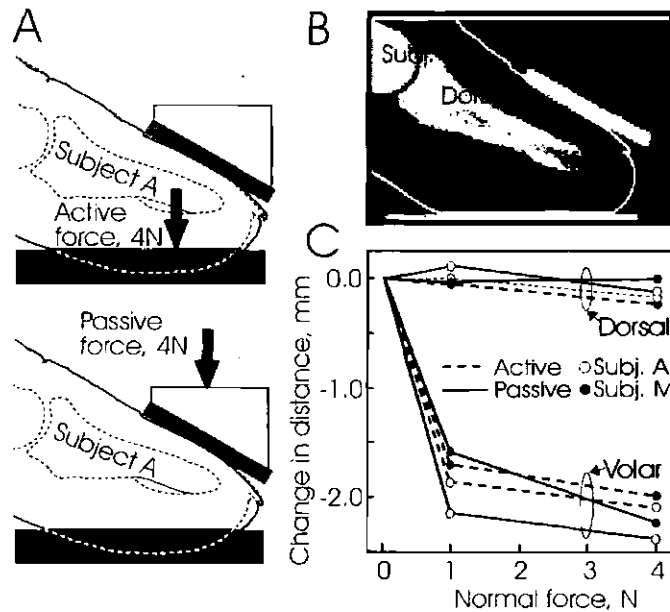 A
Subject A
Active
force, 4N
Passive
force, 4N
Subject A
B
Subj.
C
Change in distance, mm
0.0
-1.0
-2.0
Dorsal
Active
Subj. A
Passive
Subj. M
Volar
0
1
2
3
4
Normal force, N